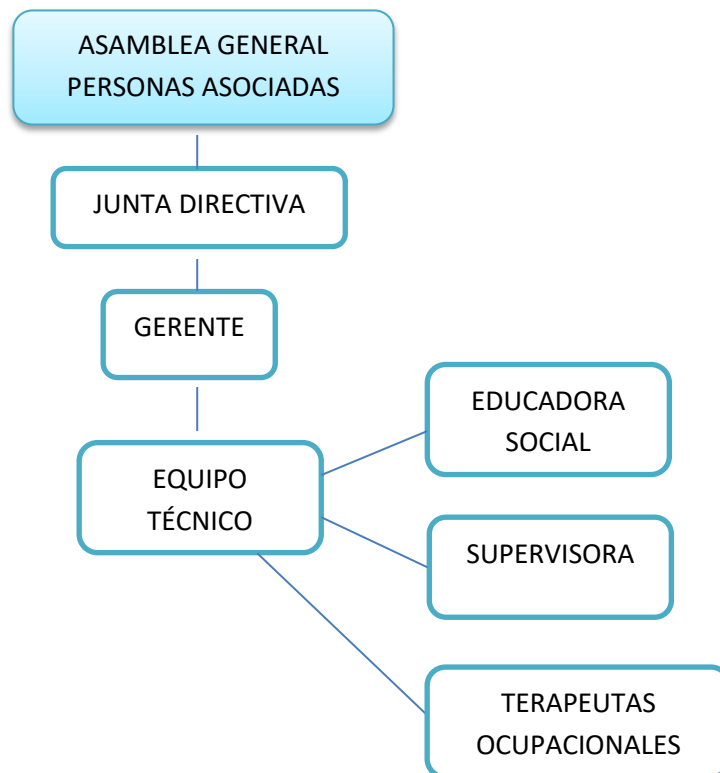 ASAMBLEA GENERAL
PERSONAS ASOCIADAS
JUNTA DIRECTIVA
GERENTE
EQUIPO
TÉCNICO
EDUCADORA
SOCIAL
SUPERVISORA
TERAPEUTAS
OCUPACIONALES